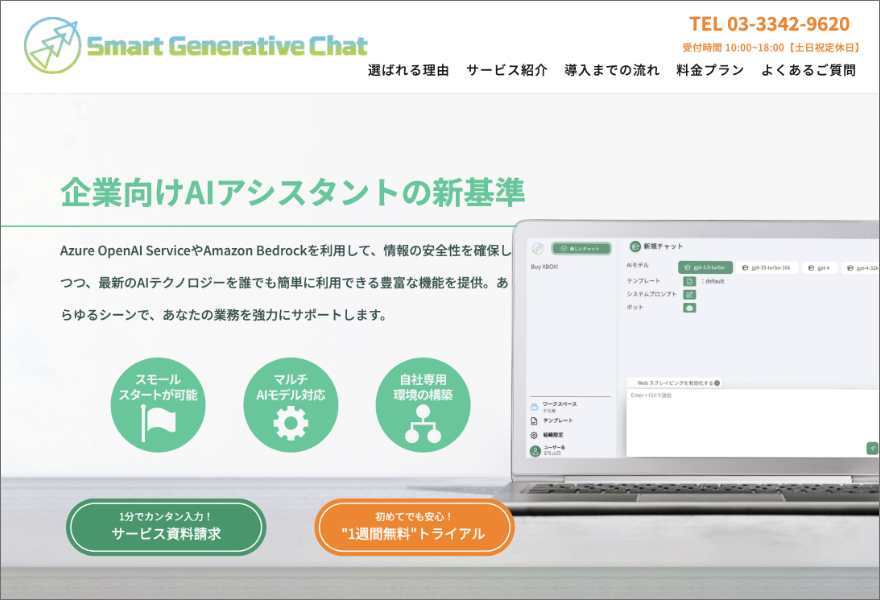 Smart Generative Chat
TEL 03-3342-9620
受付時間 10:00~18:00【土日祝定休日】
選ばれる理由 サービス紹介 導入までの流れ 料金プラン よくあるご質問
企業向けAIアシスタントの新基準
Azure OpenAI ServiceやAmazon Bedrockを利用して、情報の安全性を確保し
つつ、最新のAIテクノロジーを誰でも簡単に利用できる豊富な機能を提供。あ
らゆるシーンで、あなたの業務を強力にサポートします。
スモール
スタートが可能
マルチ
AIモデル対応
自社専用
環境の構築
1分でカンタン入力！
サービス資料請求
初めてでも安心！
"1週間無料"トライアル
新しいチャット
Buy XBOX!
新規チャット
AIモデル
gpt-3.5-turbo
gpt-35-turbo-16k
gpt-4
gpt-4-32k
テンプレート
: default
システムプロンプト
ボット
Web スクレイピングを有効化する
Enter + Ctrlで送信
ワークスペース
テンプレート
組織設定
ユーザー名